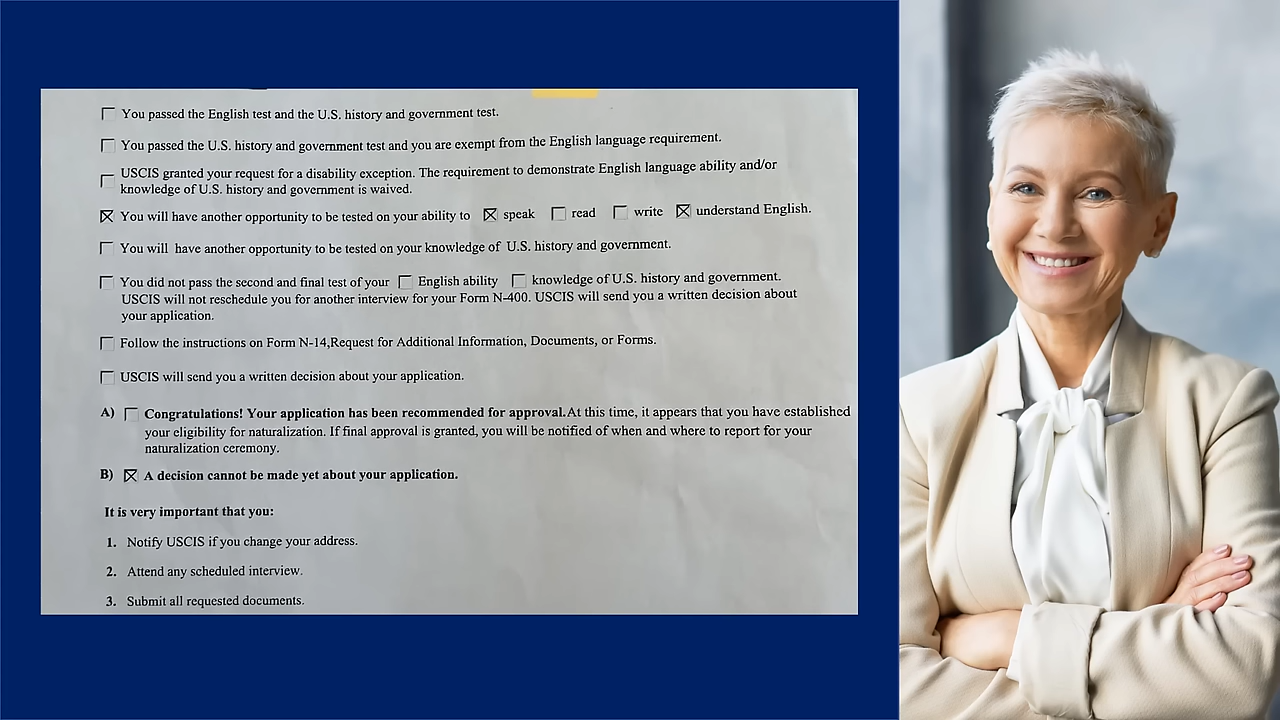 You passed the English test and the U.S. history and government test.
You passed the U.S. history and government test and you are exempt from the English language requirement.
USCIS granted your request for a disability exception. The requirement to demonstrate English language ability and/or
knowledge of U.S. history and government is waived.
You will have another opportunity to be tested on your ability to speak read write understand English.
You will have another opportunity to be tested on your knowledge of U.S. history and government.
You did not pass the second and final test of your English ability knowledge of U.S. history and government.
USCIS will not reschedule you for another interview for your Form N-400. USCIS will send you a written decision about
your application.
Follow the instructions on Form N-14,Request for Additional Information, Documents, or Forms.
USCIS will send you a written decision about your application.
A) Congratulations! Your application has been recommended for approval.At this time, it appears that you have established
your eligibility for naturalization. If final approval is granted, you will be notified of when and where to report for your
naturalization ceremony.
B) A decision cannot be made yet about your application.
It is very important that you:
1. Notify USCIS if you change your address.
2. Attend any scheduled interview.
3. Submit all requested documents.